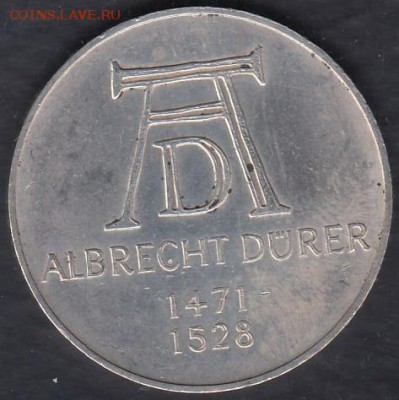 COINS.LAVE.RU
AD
ALBRECHT DÜRER
1471-
1528